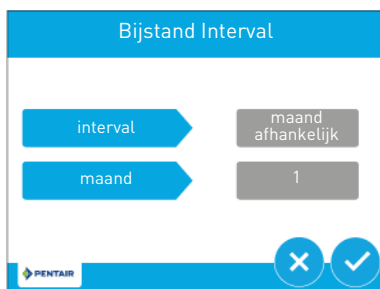 Bijstand Interval
interval
maand
afhankelijk
maand
1
PENTAIR